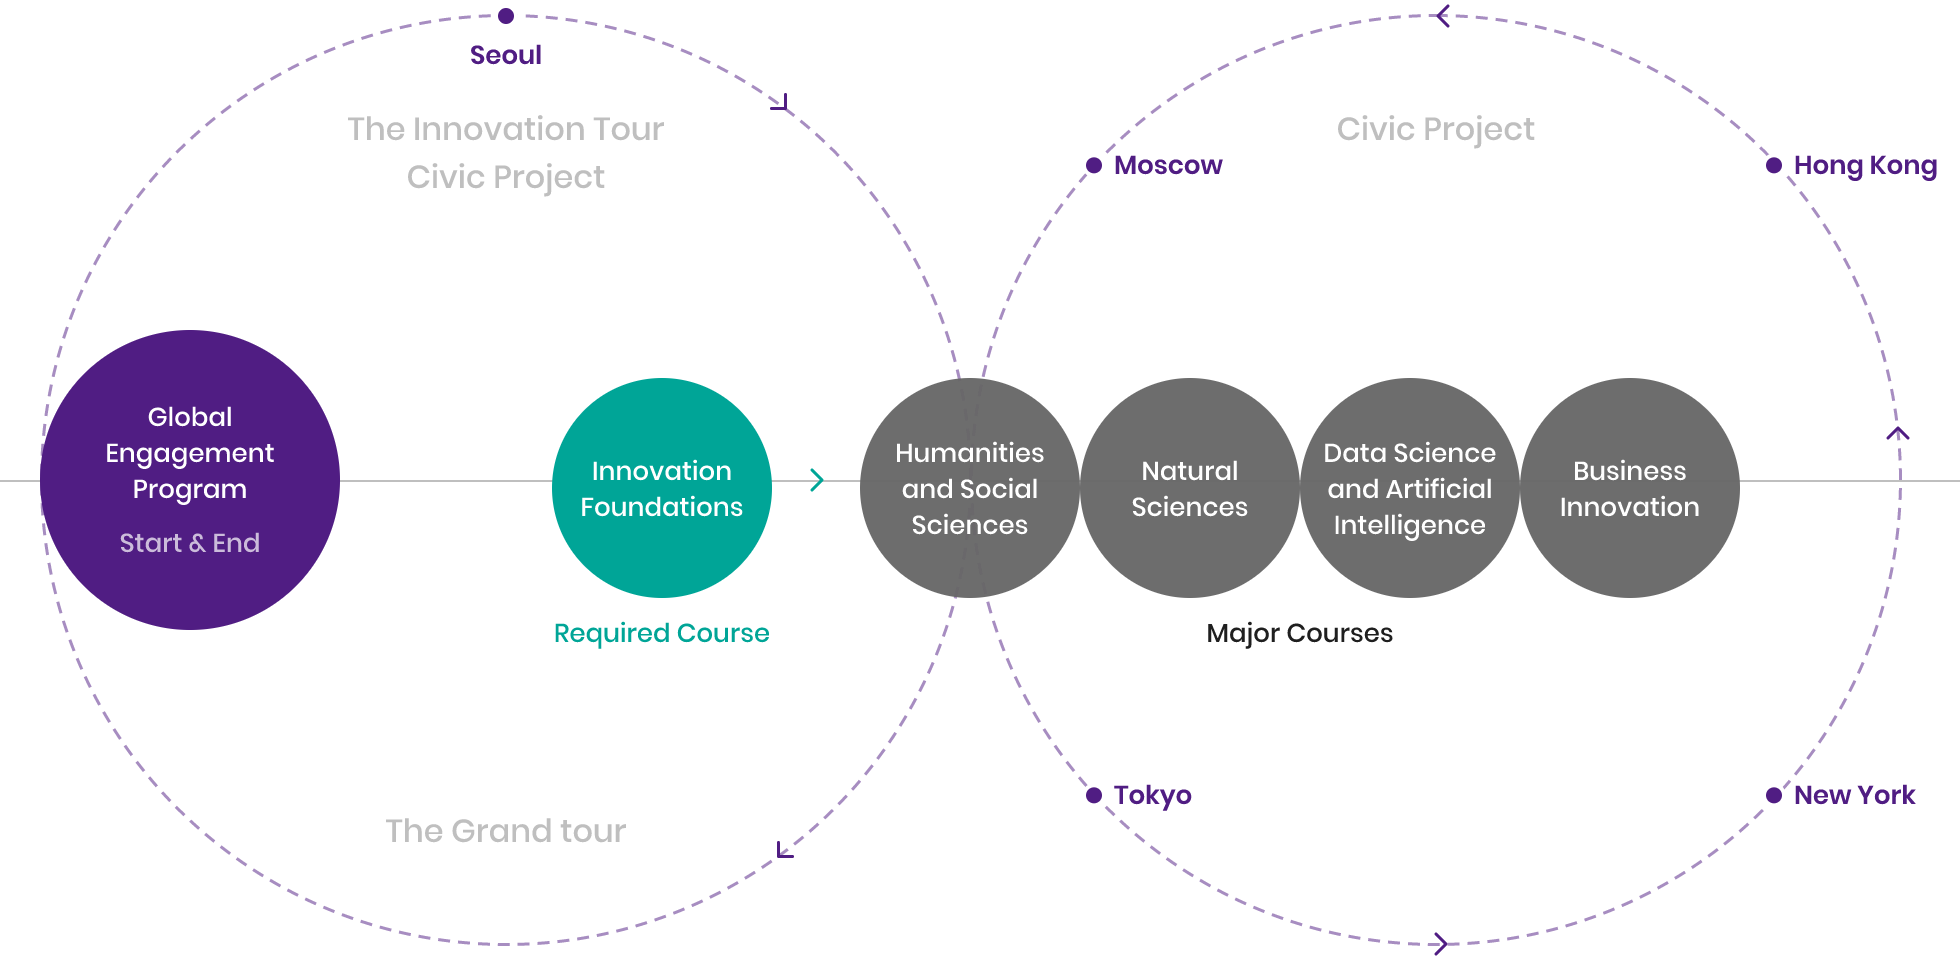 Seoul
The Innovation Tour
Civic Project
Civic Project
Moscow
Hong Kong
Global
Engagement
Program
Start & End
Innovation
Foundations
Required Course
Humanities
and Social
Sciences
Natural
Sciences
Data Science
and Artificial
Intelligence
Business
Innovation
Major Courses
The Grand tour
Tokyo
New York